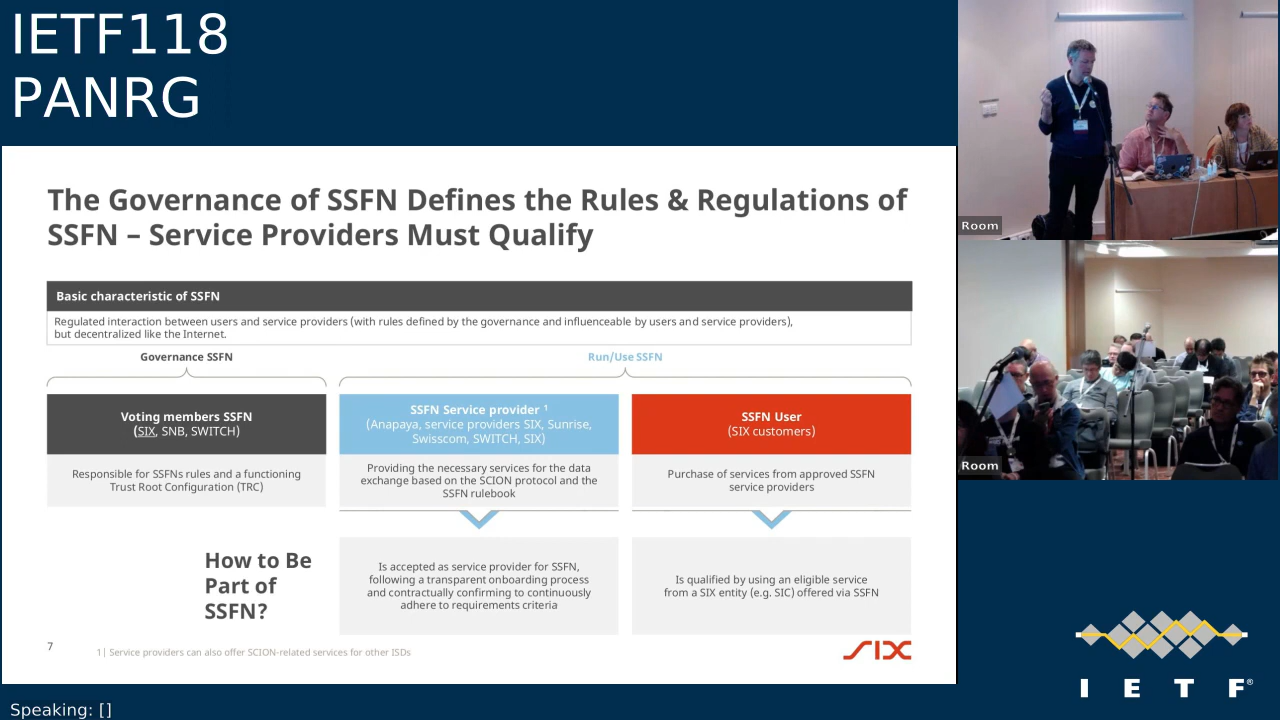 IETF118
PANRG
The Governance of SSFN Defines the Rules & Regulations of
SSFN – Service Providers Must Qualify
Basic characteristic of SSFN
Regulated interaction between users and service providers (with rules defined by the governance and influenceable by users and service providers),
but decentralized like the Internet.
Governance SSFN
Run/Use SSFN
Voting members SSFN
(SIX, SNB, SWITCH)
SSFN Service provider ¹
(Anapaya, service providers SIX, Sunrise,
Swisscom, SWITCH, SIX)
SSFN User
(SIX customers)
Responsible for SSFNs rules and a functioning
Trust Root Configuration (TRC)
Providing the necessary services for the data
exchange based on the SCION protocol and the
SSFN rulebook
Purchase of services from approved SSFN
service providers
How to Be
Part of
SSFN?
Is accepted as service provider for SSFN,
following a transparent onboarding process
and contractually confirming to continuously
adhere to requirements criteria
Is qualified by using an eligible service
from a SIX entity (e.g. SIC) offered via SSFN
7
1| Service providers can also offer SCION-related services for other ISDs
SIX
Room
Room
I E T F®
Speaking: []